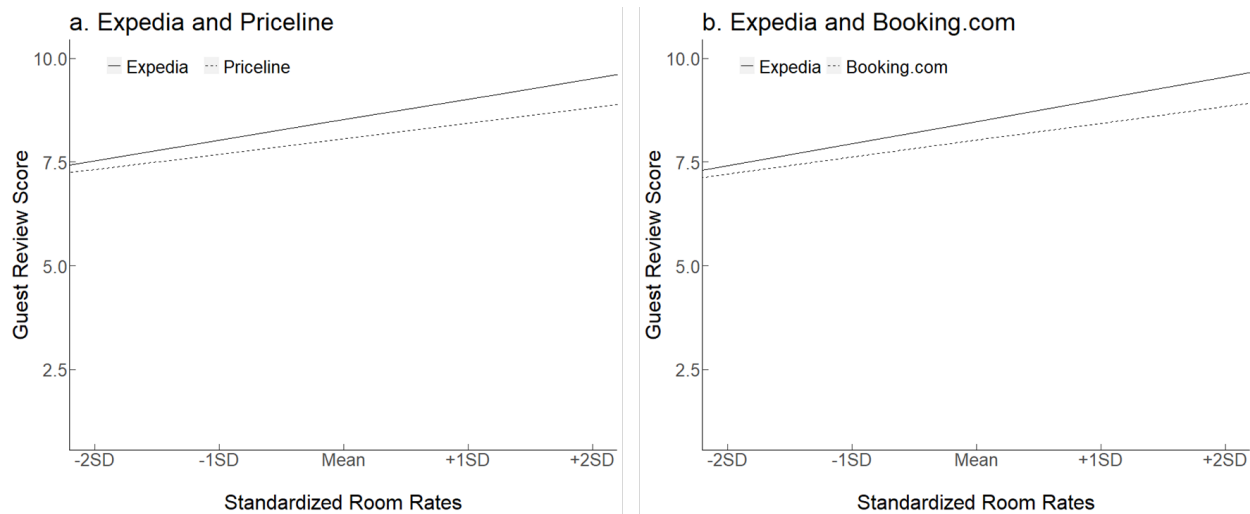 a. Expedia and Priceline
Expedia Priceline
10.0
7.5
5.0
2.5
Guest Review Score
-2SD -1SD Mean +1SD +2SD
Standardized Room Rates
b. Expedia and Booking.com
Expedia Booking.com
10.0
7.5
5.0
2.5
Guest Review Score
-2SD -1SD Mean +1SD +2SD
Standardized Room Rates